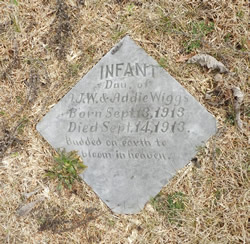 INFANT
Dau. of
J.W. & Addie Wiggs
Born Sept. 13, 1913
Died Sept. 14, 1913.
Budded on earth to
bloom in heaven.